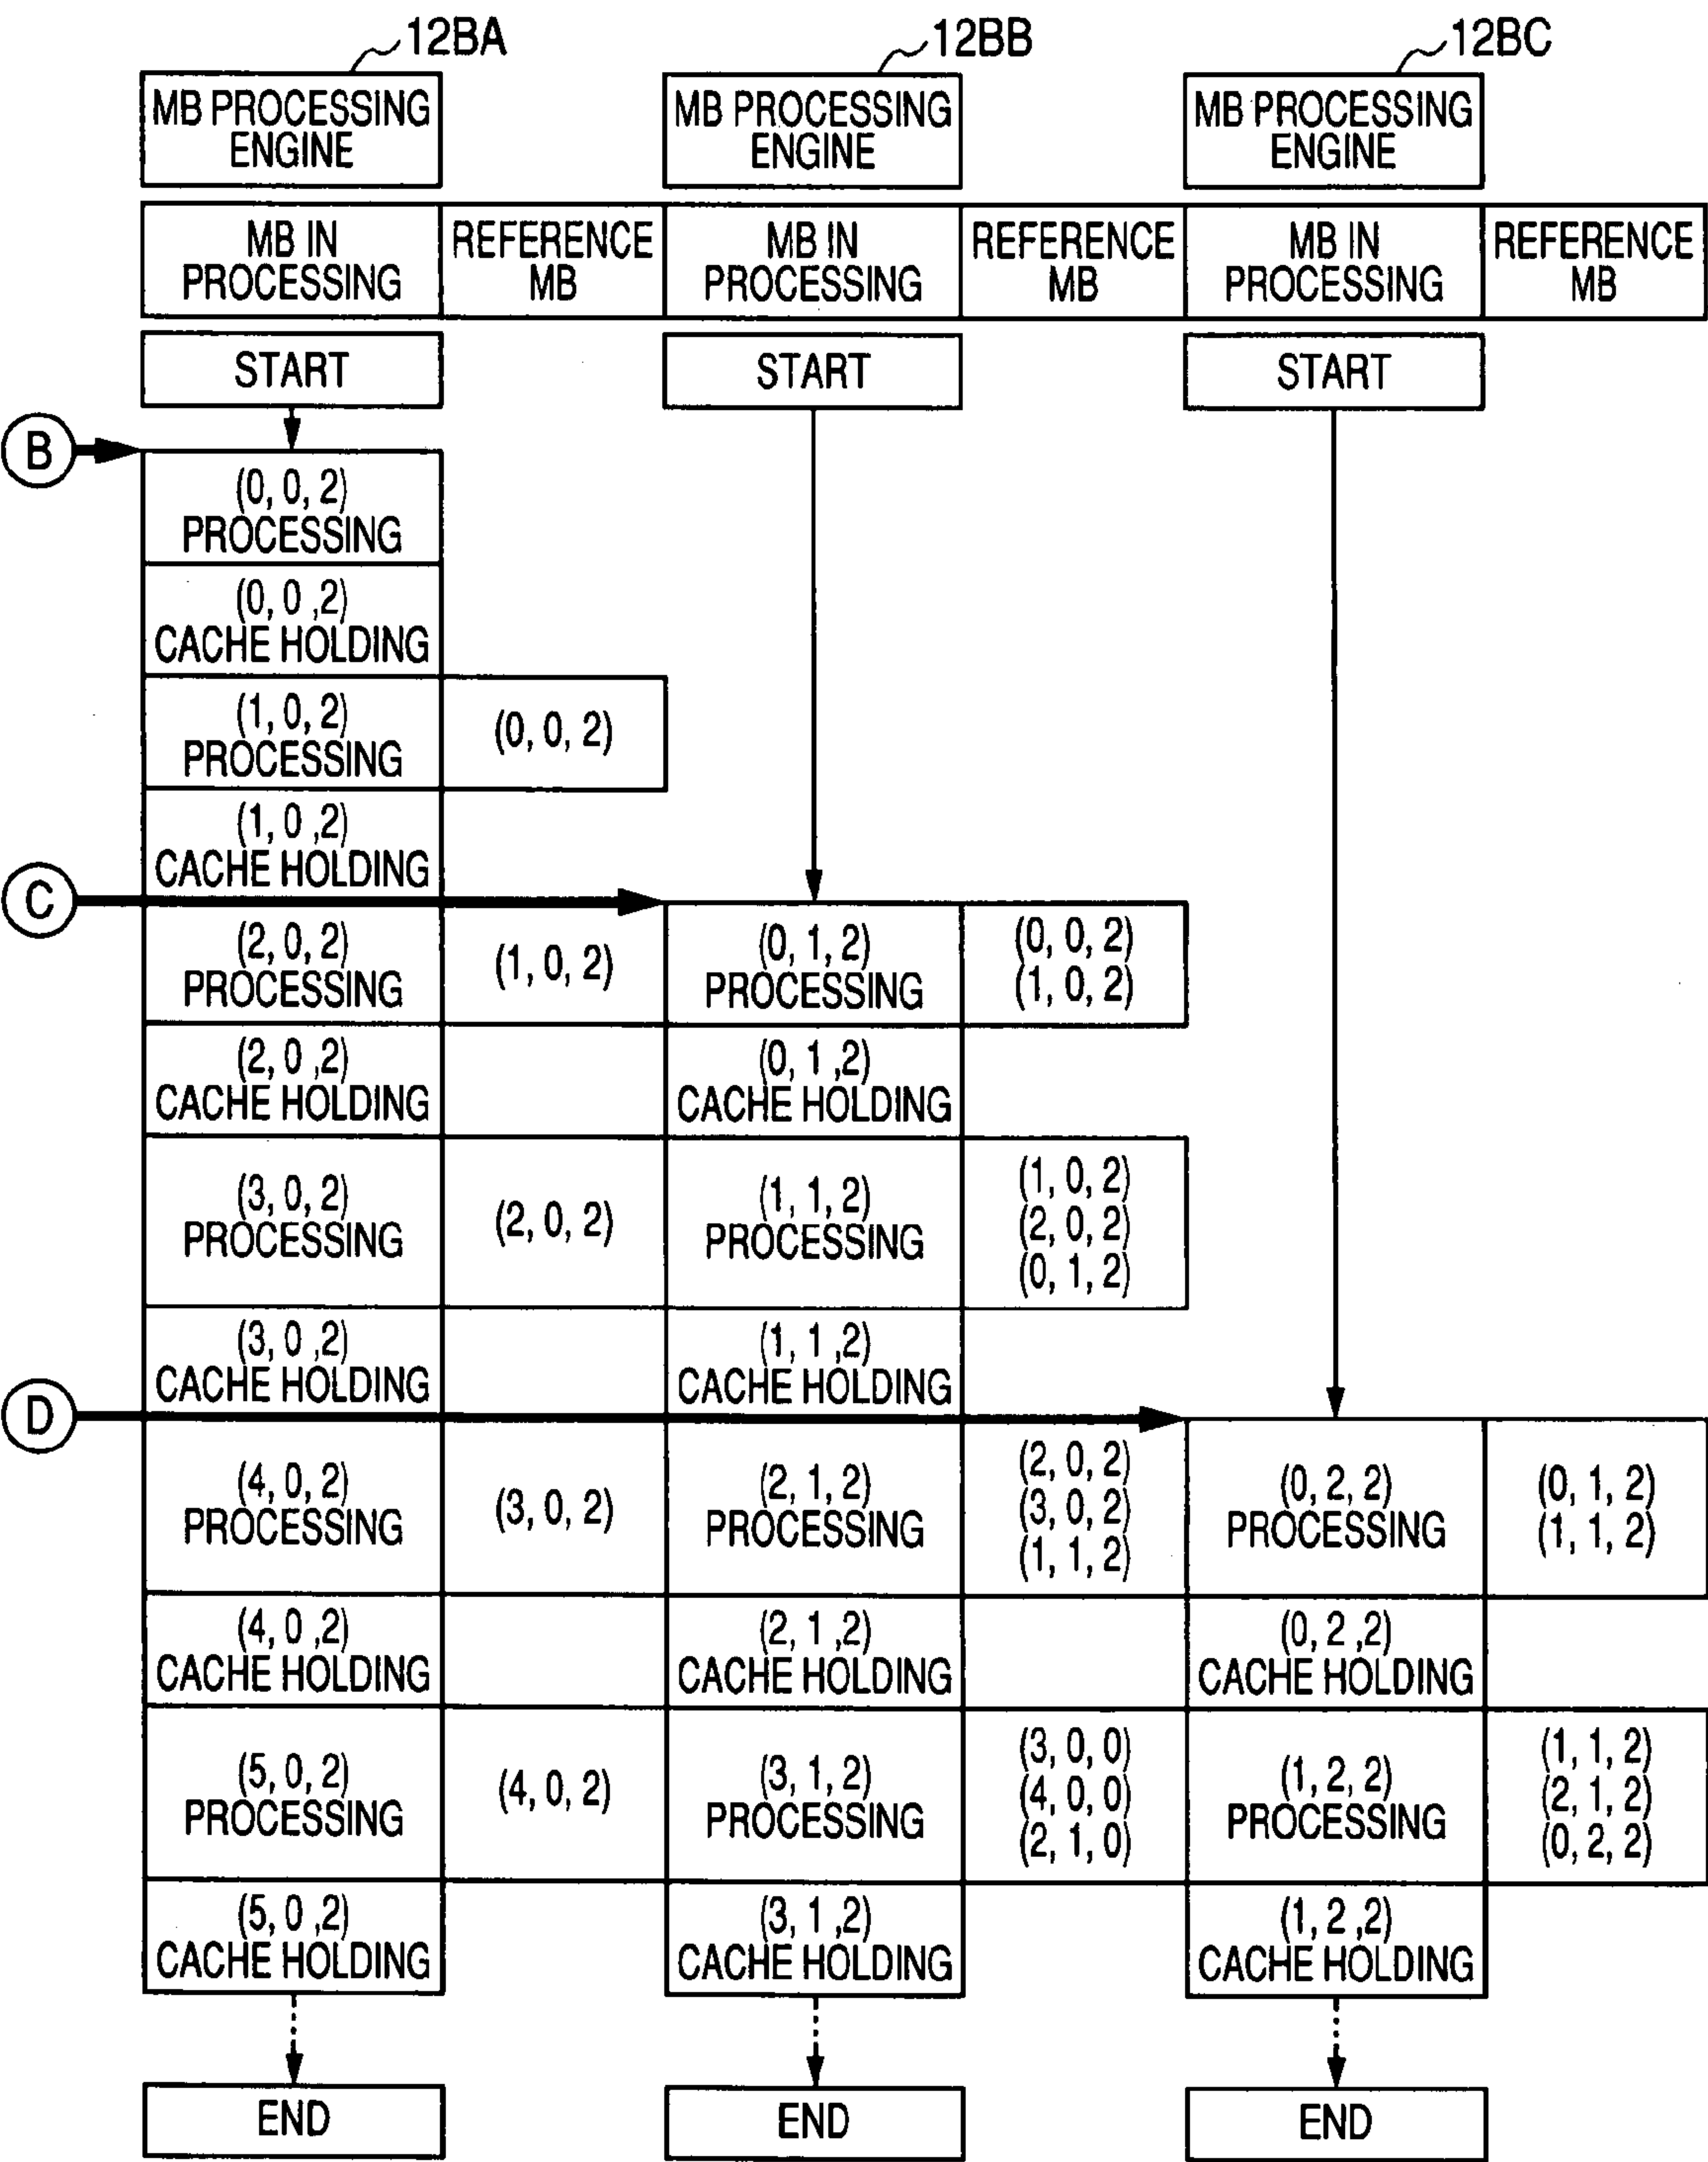 12BA
12BB
12BC
MB PROCESSING
ENGINE
MB PROCESSING
ENGINE
MB PROCESSING
ENGINE
MB IN
PROCESSING
REFERENCE
MB
MB IN
PROCESSING
REFERENCE
MB
MB IN
PROCESSING
REFERENCE
MB
START
START
START
B
(0, 0, 2)
PROCESSING
(0, 0 ,2)
CACHE HOLDING
(1, 0, 2)
PROCESSING
(0, 0, 2)
(1, 0 ,2)
CACHE HOLDING
C
(2, 0, 2)
PROCESSING
(1, 0, 2)
(0, 1, 2)
PROCESSING
(0, 0, 2)
(1, 0, 2)
(2, 0 ,2)
CACHE HOLDING
(0, 1 ,2)
CACHE HOLDING
(3, 0, 2)
PROCESSING
(2, 0, 2)
(1, 1, 2)
PROCESSING
(1, 0, 2)
(2, 0, 2)
(0, 1, 2)
(3, 0 ,2)
CACHE HOLDING
(1, 1 ,2)
CACHE HOLDING
D
(4, 0, 2)
PROCESSING
(3, 0, 2)
(2, 1, 2)
PROCESSING
(2, 0, 2)
(3, 0, 2)
(1, 1, 2)
(0, 2, 2)
PROCESSING
(0, 1, 2)
(1, 1, 2)
(4, 0 ,2)
CACHE HOLDING
(2, 1 ,2)
CACHE HOLDING
(0, 2 ,2)
CACHE HOLDING
(5, 0, 2)
PROCESSING
(4, 0, 2)
(3, 1, 2)
PROCESSING
(3, 0, 0)
(4, 0, 0)
(2, 1, 0)
(1, 2, 2)
PROCESSING
(1, 1, 2)
(2, 1, 2)
(0, 2, 2)
(5, 0 ,2)
CACHE HOLDING
(3, 1 ,2)
CACHE HOLDING
(1, 2 ,2)
CACHE HOLDING
END
END
END